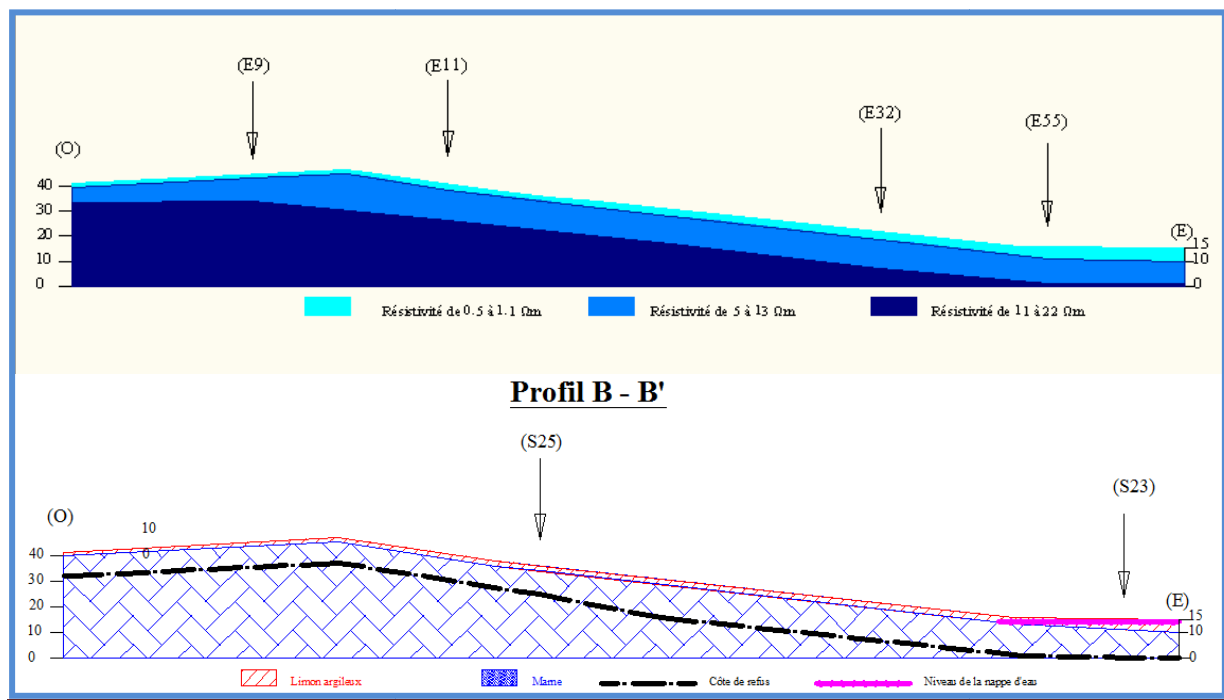 (E9)
(E11)
(E32)
(E55)
(O)
(E)
40
30
20
10
0
15
10
0
Résistivité de 0.5 à 1.1 Ωm
Résistivité de 5 à 13 Ωm
Résistivité de 11 à 22 Ωm
Profil B - B'
(S25)
(S23)
(O)
10
0
(E)
40
30
20
10
0
15
10
0
Limon argileux
Marne
Côte de refus
Niveau de la nappe d'eau